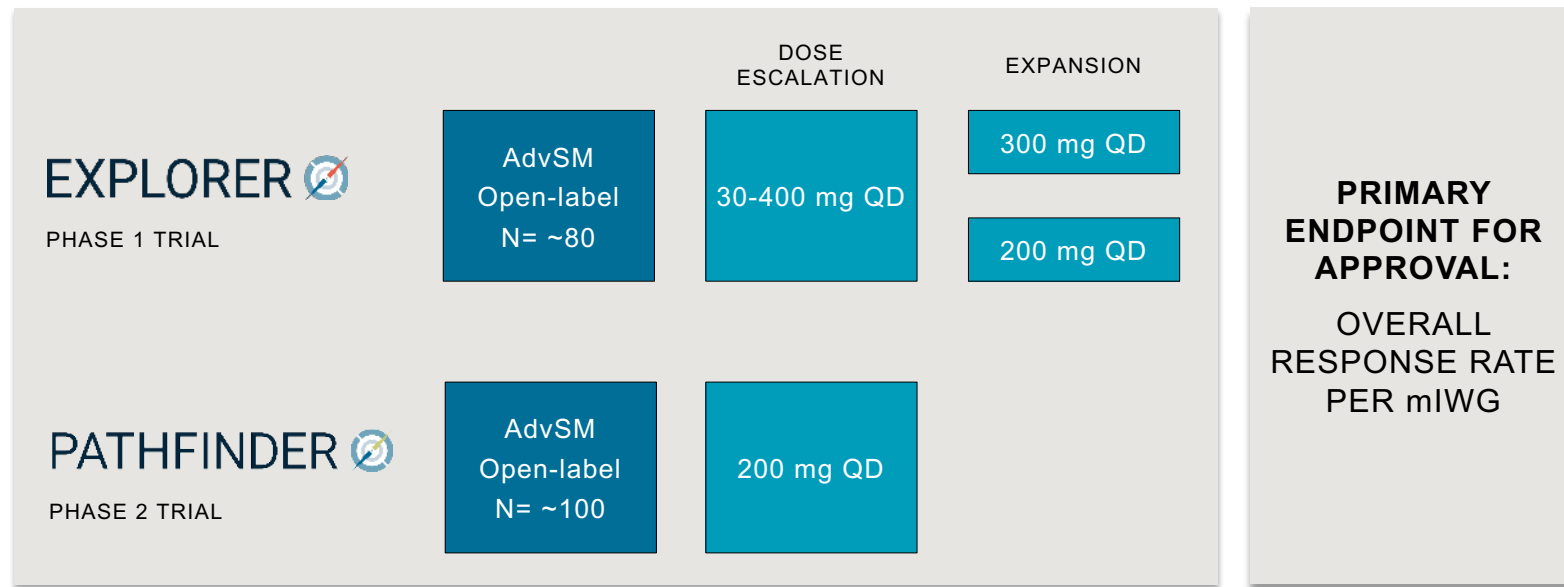 DOSE
ESCALATION
EXPANSION
EXPLORER
PHASE 1 TRIAL
AdvSM
Open-label
N= ~80
30-400 mg QD
300 mg QD
200 mg QD
PATHFINDER
PHASE 2 TRIAL
AdvSM
Open-label
N= ~100
200 mg QD
PRIMARY
ENDPOINT FOR
APPROVAL:
OVERALL
RESPONSE RATE
PER mIWG